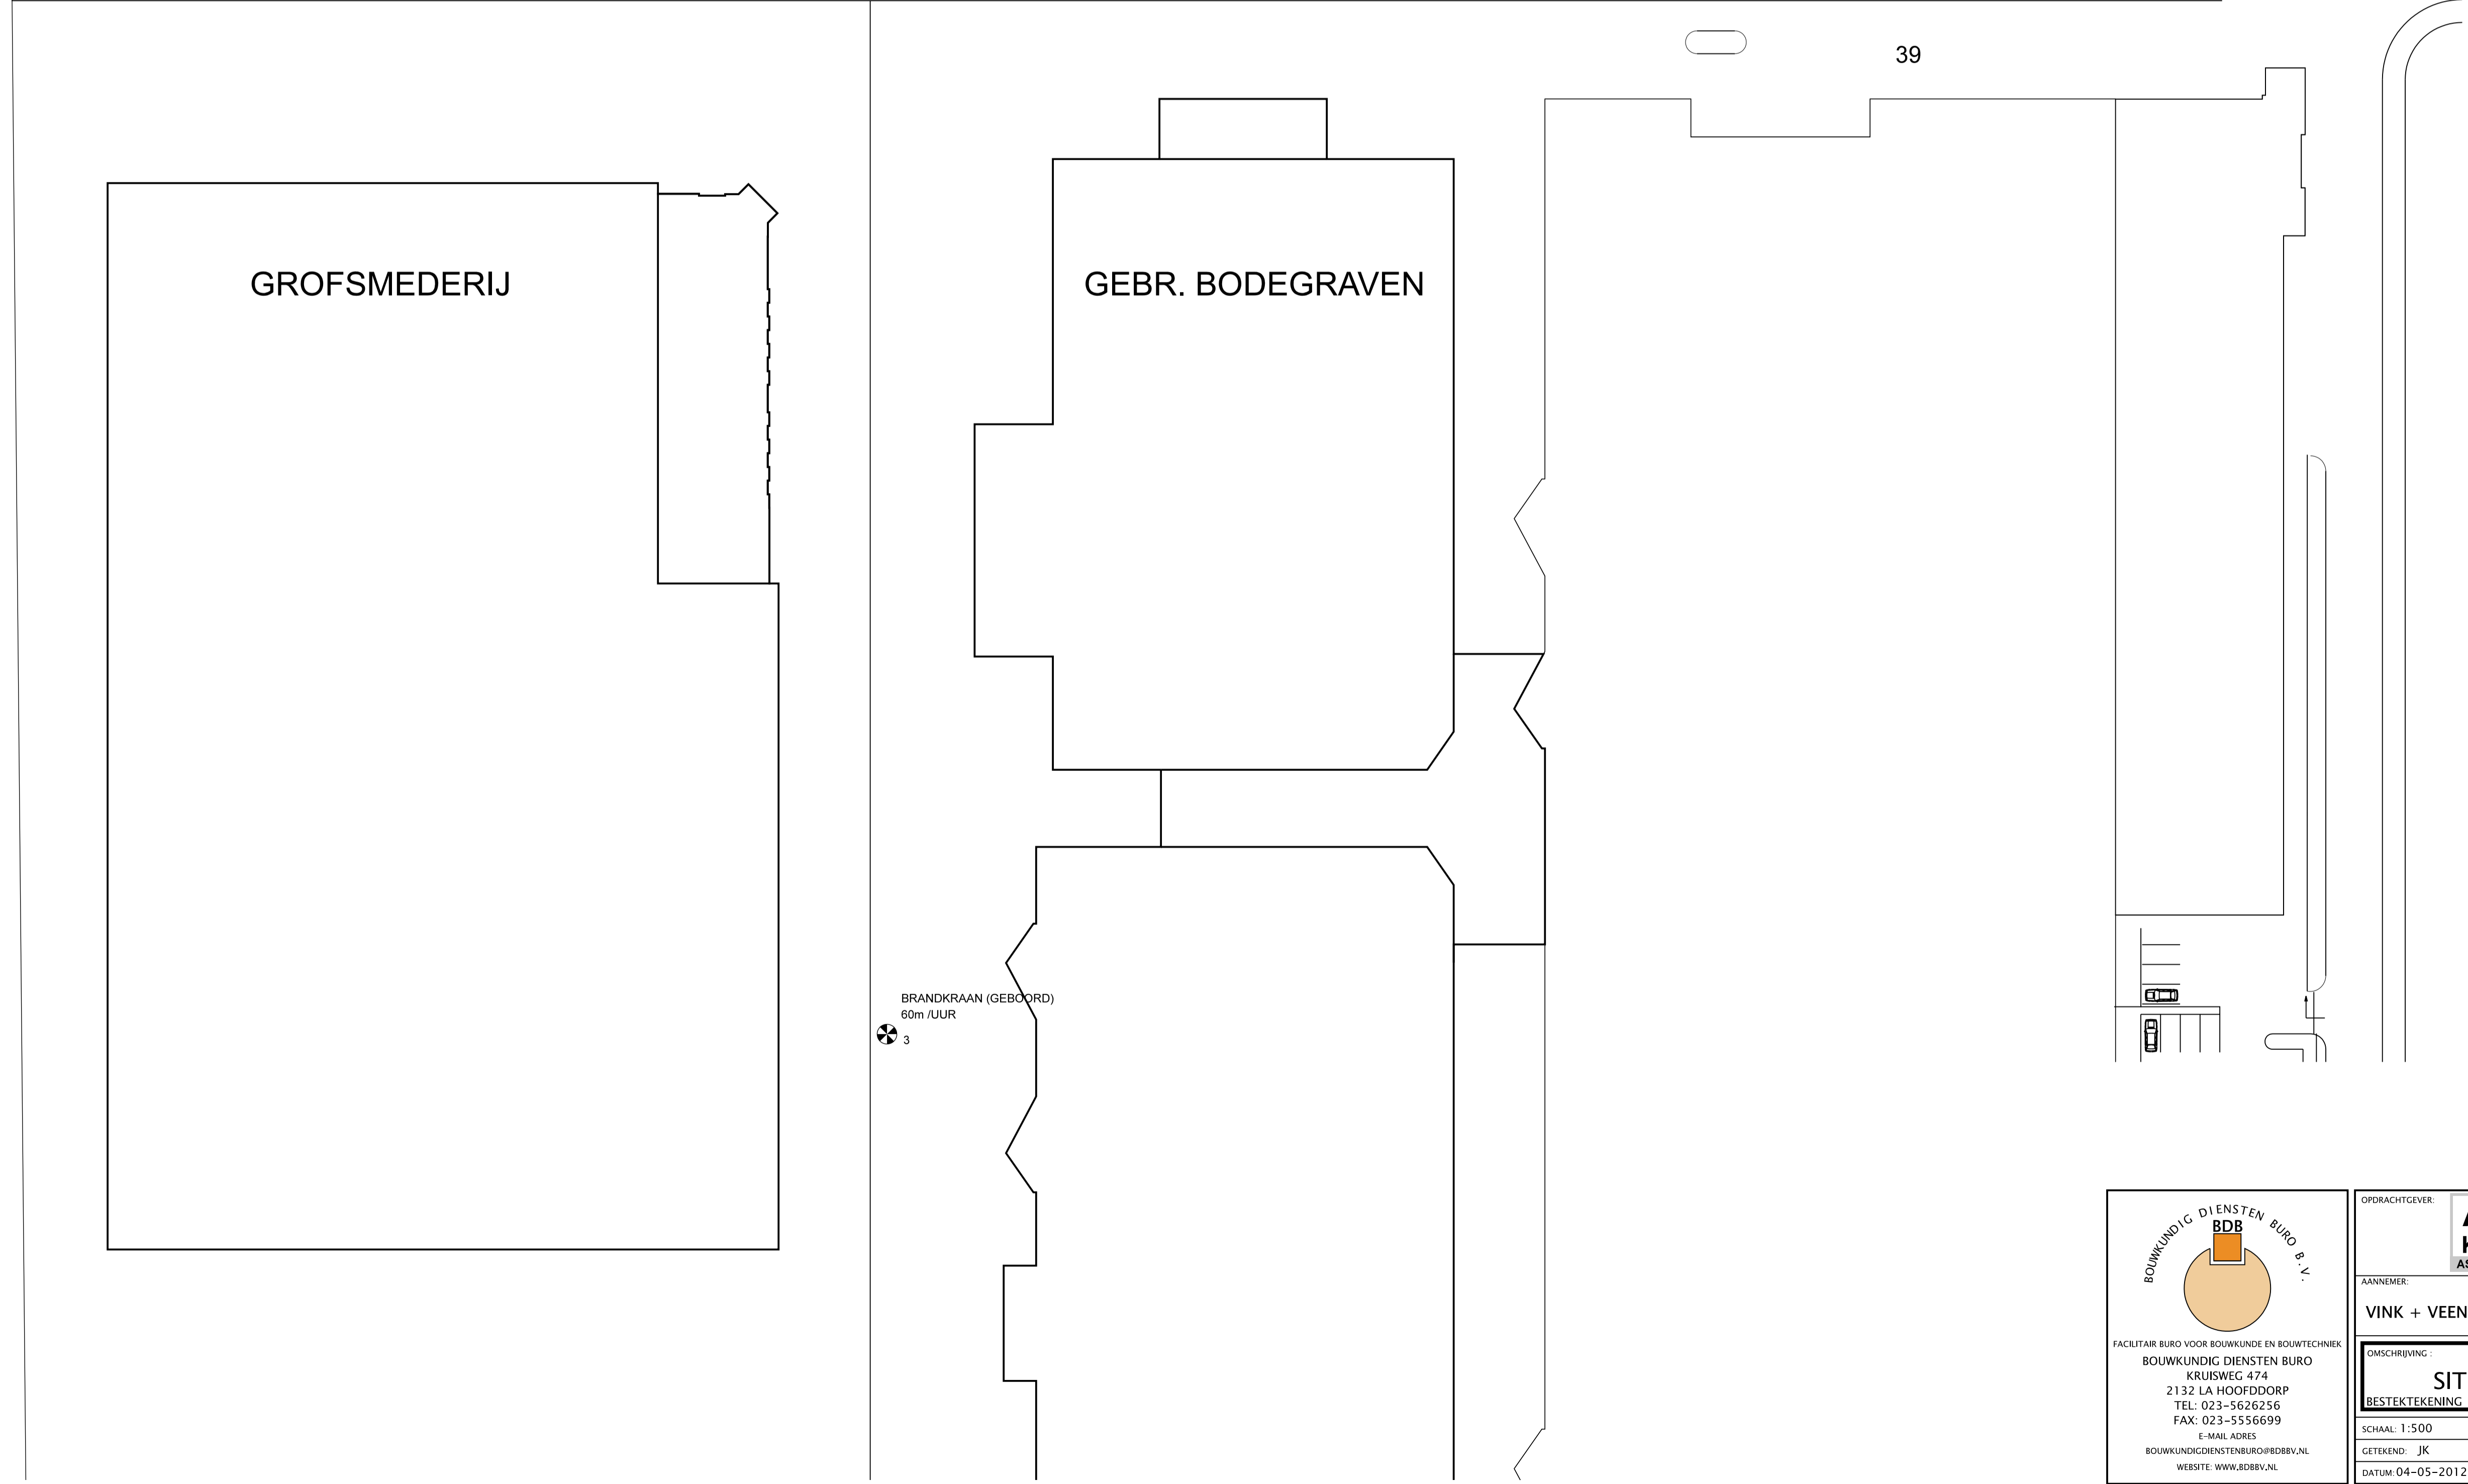 39
GROFSMEDERIJ
GEBR. BODEGRAVEN
BRANDKRAAN (GEBOORD)
60m /UUR
3
BOUWKUNDIG DIENSTEN BURO B.V.
BDB
FACILITAIR BURO VOOR BOUWKUNDE EN BOUWTECHNIEK
BOUWKUNDIG DIENSTEN BURO
KRUISWEG 474
2132 LA HOOFDDORP
TEL: 023-5626256
FAX: 023-5556699
E-MAIL ADRES
BOUWKUNDIGDIENSTENBURO@BDBBV.NL
WEBSITE: WWW.BDBBV.NL
OPDRACHTGEVER:
AANNEMER:
VINK + VEEN
OMSCHRIJVING :
SIT
BESTEKTEKENING
SCHAAL: 1:500
GETEKEND: JK
DATUM: 04-05-2012